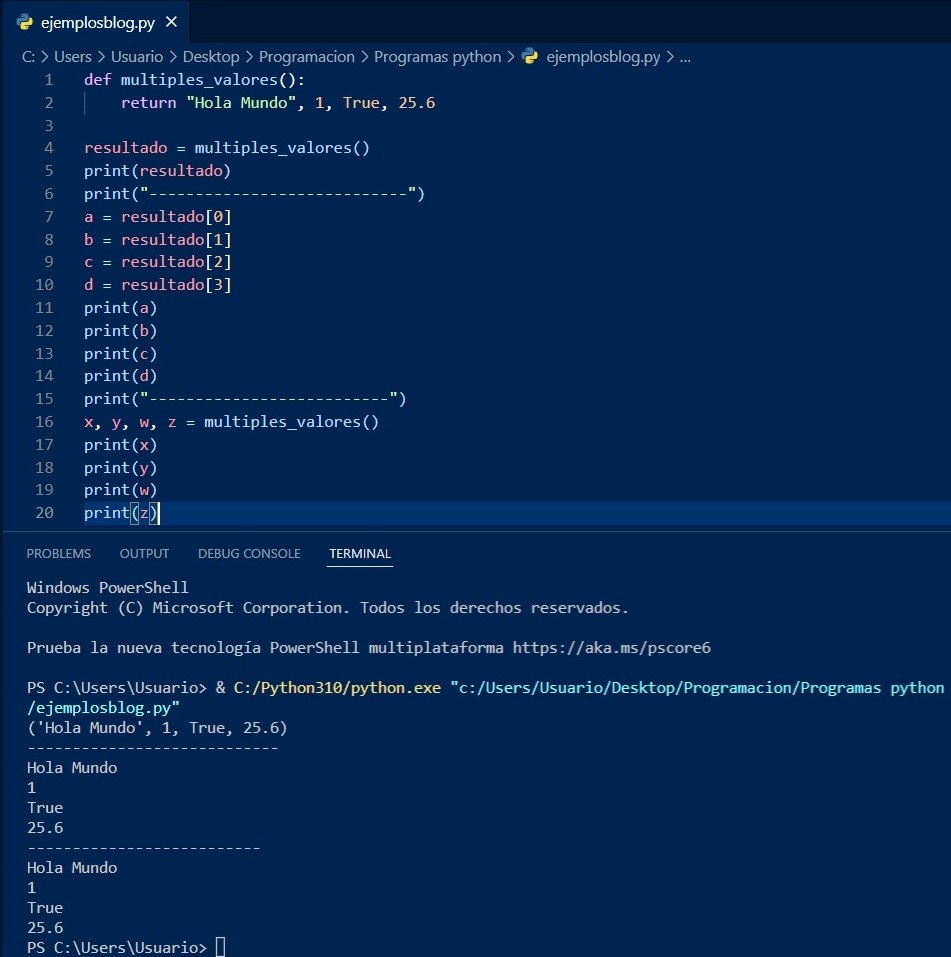 ejemplosblog.py ×
C: > Users > Usuario > Desktop > Programacion > Programas python > ejemplosblog.py > ...
1 def multiples_valores():
2     return "Hola Mundo", 1, True, 25.6
3
4 resultado = multiples_valores()
5 print(resultado)
6 print("----------------------------")
7 a = resultado[0]
8 b = resultado[1]
9 c = resultado[2]
10 d = resultado[3]
11 print(a)
12 print(b)
13 print(c)
14 print(d)
15 print("--------------------------")
16 x, y, w, z = multiples_valores()
17 print(x)
18 print(y)
19 print(w)
20 print(z)
PROBLEMS OUTPUT DEBUG CONSOLE TERMINAL
Windows PowerShell
Copyright (C) Microsoft Corporation. Todos los derechos reservados.
Prueba la nueva tecnología PowerShell multiplataforma https://aka.ms/pscore6
PS C:\Users\Usuario> & C:/Python310/python.exe "c:/Users/Usuario/Desktop/Programacion/Programas python
/ejemplosblog.py"
('Hola Mundo', 1, True, 25.6)
----------------------------
Hola Mundo
1
True
25.6
--------------------------
Hola Mundo
1
True
25.6
PS C:\Users\Usuario>